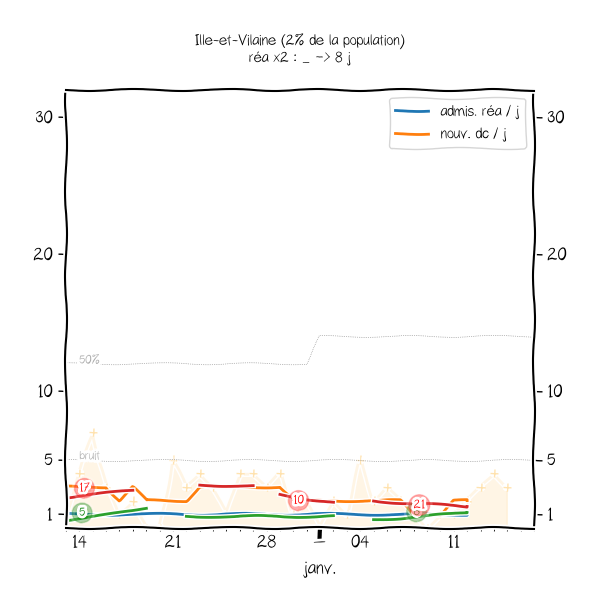 Ille-et-Vilaine (2% de la population)
réa x2 : _ -> 8 j
admis. réa / j
nouv. dc / j
30 30
20 20
50%
10 10
bruit
5 5
17 10 21
5
1 1
14 21 28 04 11
janv.